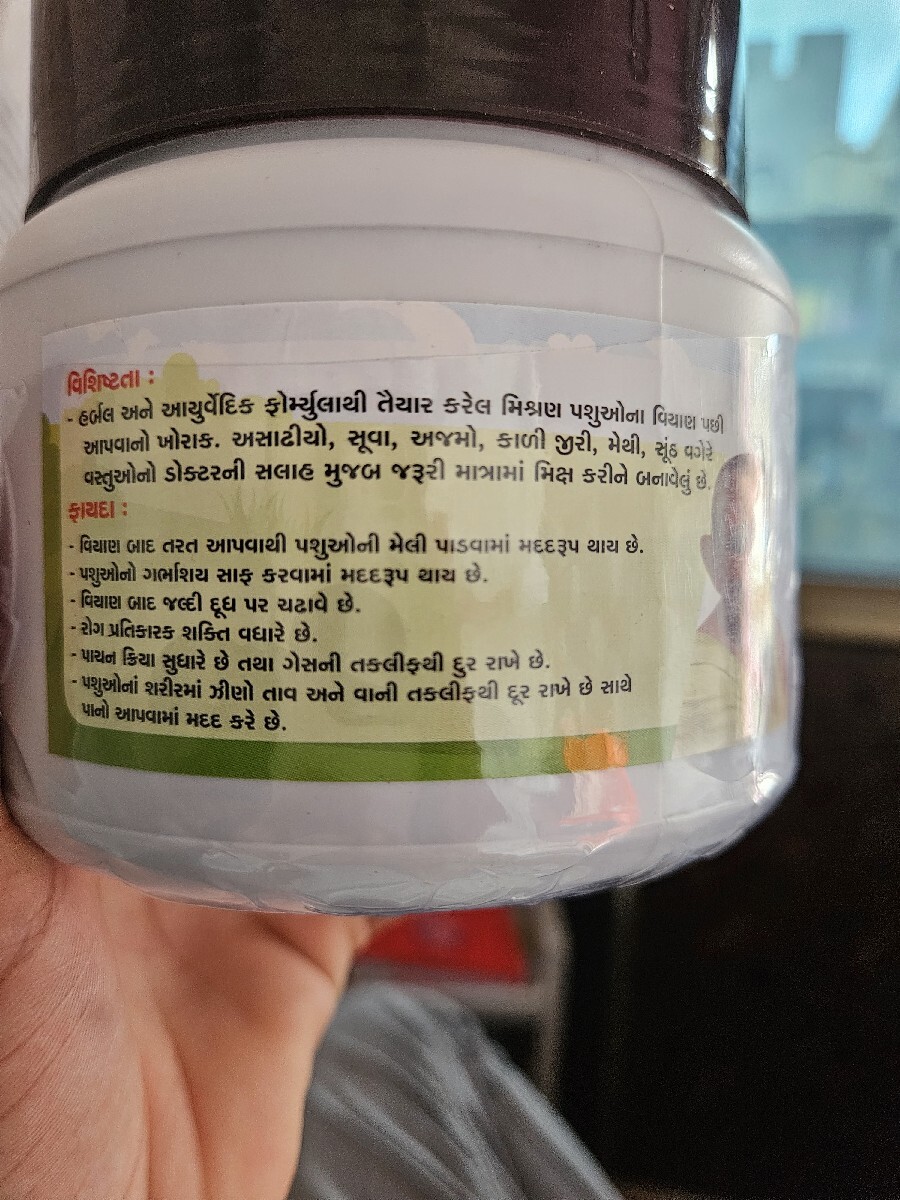 વિશિષ્ટતા :
- હર્બલ અને આયુર્વેદિક ફોર્મ્યુલાથી તૈયાર કરેલ મિશ્રણ પશુઓના વિયાણ પછી
આપવાનો ખોરાક. અસાઢીયો, સૂવા, અજમો, કાળી જીરી, મેથી, સૂંઠ વગેરે
વસ્તુઓનો ડોક્ટરની સલાહ મુજબ જરૂરી માત્રામાં મિક્ષ કરીને બનાવેલું છે.
ફાયદા :
- વિયાણ બાદ તરત આપવાથી પશુઓની મેલી પાડવામાં મદદરૂપ થાય છે.
- પશુઓનો ગર્ભાશય સાફ કરવામાં મદદરૂપ થાય છે.
- વિયાણ બાદ જલ્દી દૂધ પર ચઢાવે છે.
- રોગ પ્રતિકારક શક્તિ વધારે છે.
- પાચન ક્રિયા સુધારે છે તથા ગેસની તકલીફથી દુર રાખે છે.
- પશુઓનાં શરીરમાં ઝીણો તાવ અને વાની તકલીફથી દૂર રાખે છે સાથે
પાનો આપવામાં મદદ કરે છે.